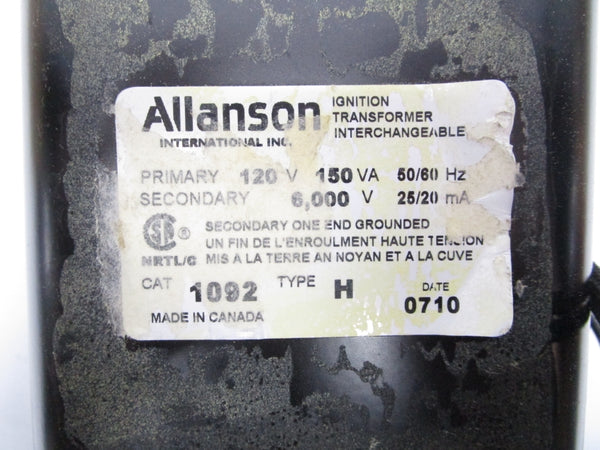 Allanson
INTERNATIONAL INC.
IGNITION
TRANSFORMER
INTERCHANGEABLE
PRIMARY 120 V 150 VA 50/60 Hz
SECONDARY 6,000 V 25/20 mA
SECONDARY ONE END GROUNDED
UN FIN DE L'ENROULMENT HAUTE TENSION
MIS A LA TERRE AN NOYAN ET A LA CUVE
SA ®
NRTL/C
CAT 1092 TYPE H DATE 0710
MADE IN CANADA